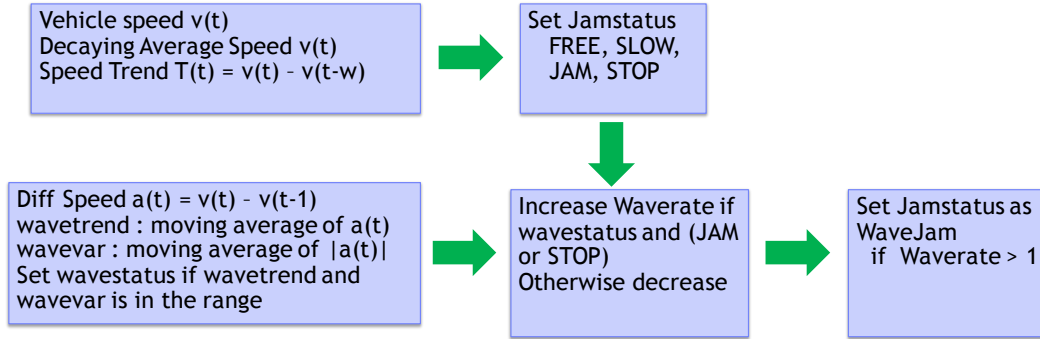 Vehicle speed v(t)
Decaying Average Speed v(t)
Speed Trend T(t) = v(t) – v(t-w)
Set Jamstatus
FREE, SLOW,
JAM, STOP
Diff Speed a(t) = v(t) – v(t-1)
wavetrend : moving average of a(t)
wavevar : moving average of |a(t)|
Set wavestatus if wavetrend and
wavevar is in the range
Increase Waverate if
wavestatus and (JAM
or STOP)
Otherwise decrease
Set Jamstatus as
WaveJam
if Waverate > 1